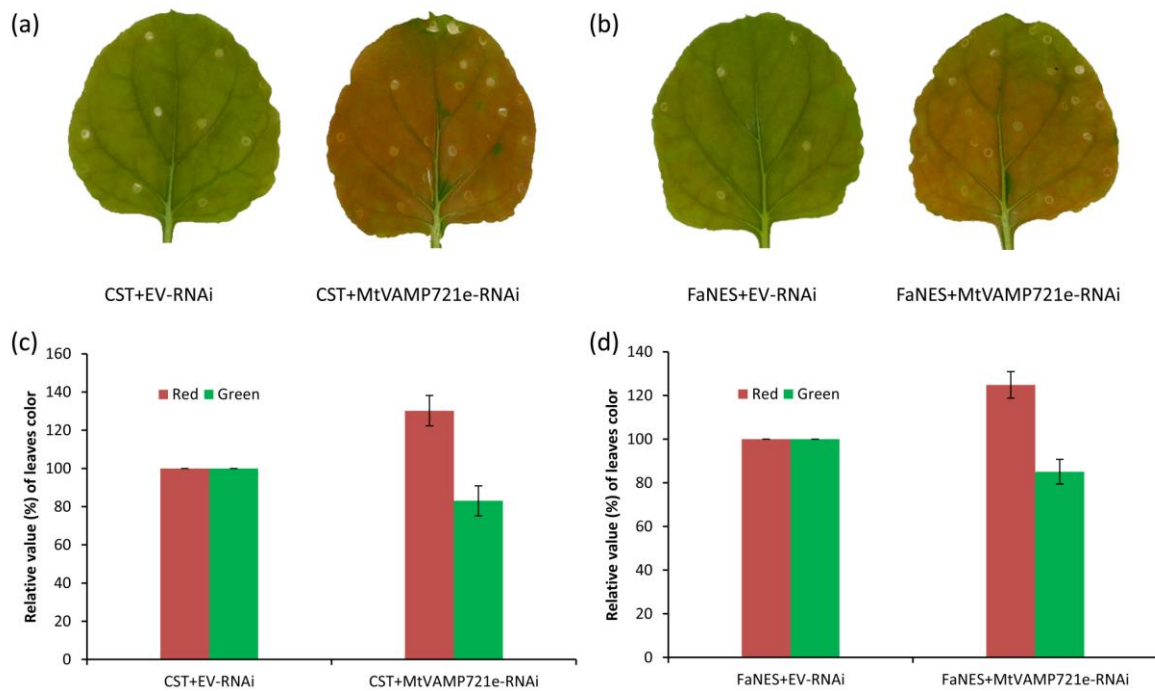 (a)
(b)
CST+EV-RNAi
CST+MtVAMP721e-RNAi
FaNES+EV-RNAi
FaNES+MtVAMP721e-RNAi
(c)
Relative value (%) of leaves color
160
140
120
100
80
60
40
20
0
Red
Green
CST+EV-RNAi
CST+MtVAMP721e-RNAi
(d)
Relative value (%) of leaves color
140
120
100
80
60
40
20
0
Red
Green
FaNES+EV-RNAi
FaNES+MtVAMP721e-RNAi